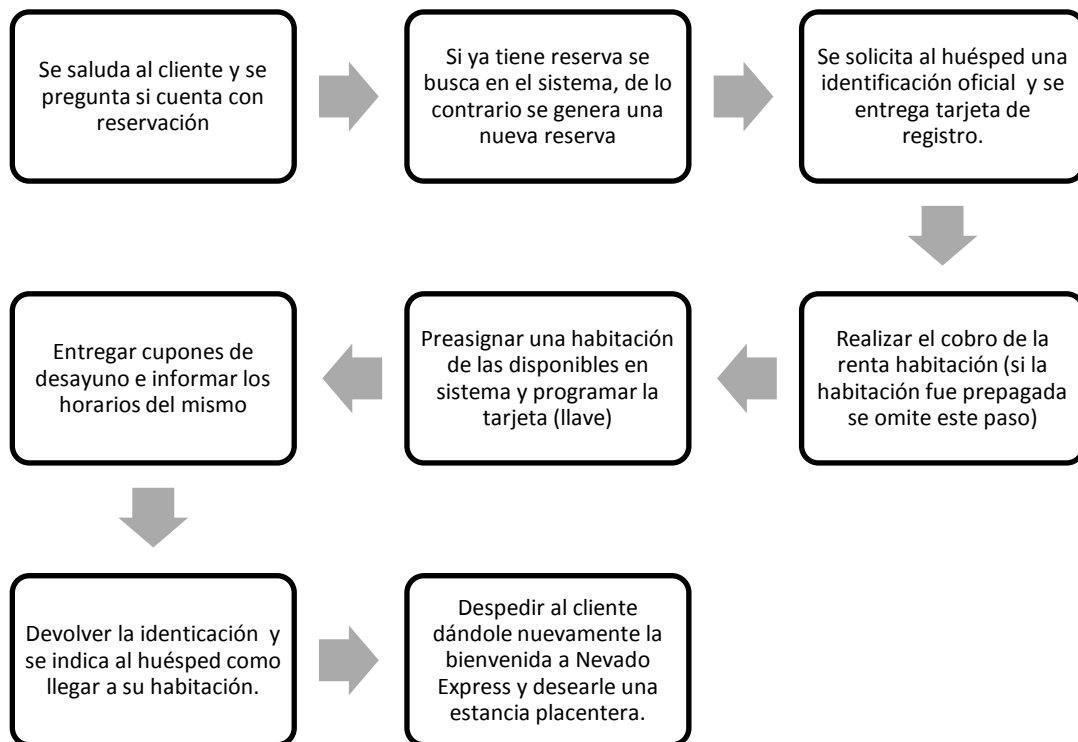 Se saluda al cliente y se
pregunta si cuenta con
reservación
Si ya tiene reserva se
busca en el sistema, de lo
contrario se genera una
nueva reserva
Se solicita al huésped una
identificación oficial y se
entrega tarjeta de
registro.
Realizar el cobro de la
renta habitación (si la
habitación fue prepagada
se omite este paso)
Preasignar una habitación
de las disponibles en
sistema y programar la
tarjeta (llave)
Entregar cupones de
desayuno e informar los
horarios del mismo
Devolver la identicación y
se indica al huésped como
llegar a su habitación.
Despedir al cliente
dándole nuevamente la
bienvenida a Nevado
Express y desearle una
estancia placentera.